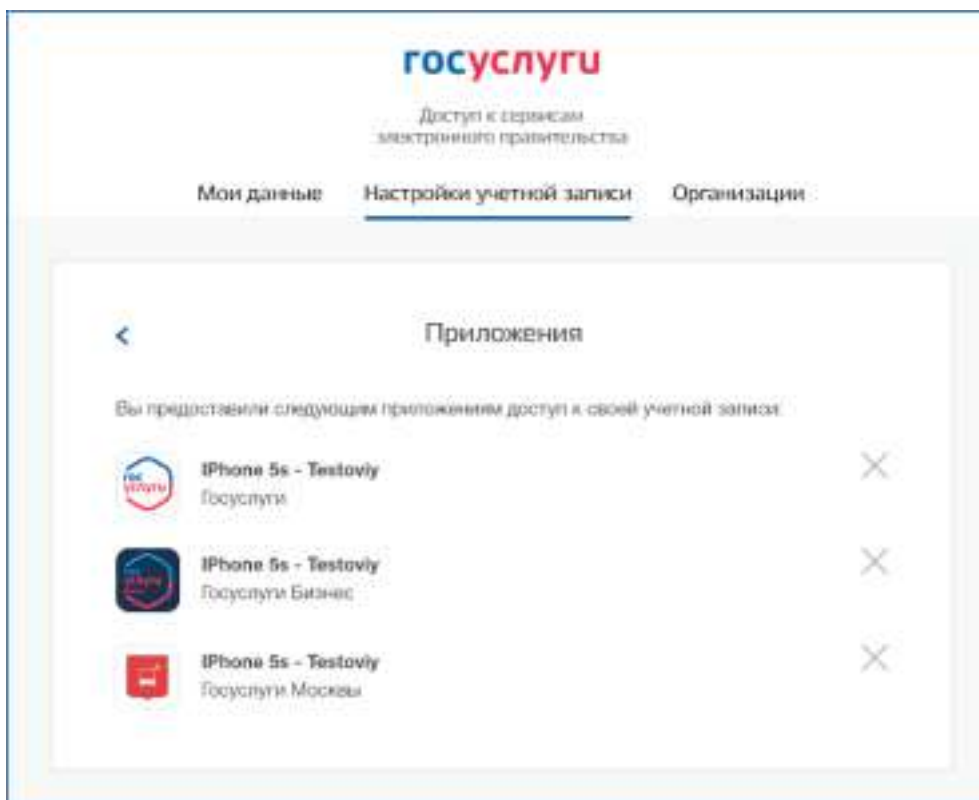 госуслуги
Доступ к сервисам
электронного правительства
Мои данные Настройки учетной записи Организации
Приложения
Вы предоставили следующим приложениям доступ к своей учетной записи:
IPhone 5s - Testoviy
Госуслуги
IPhone 5s - Testoviy
Госуслуги Бизнес
IPhone 5s - Testoviy
Госуслуги Москвы